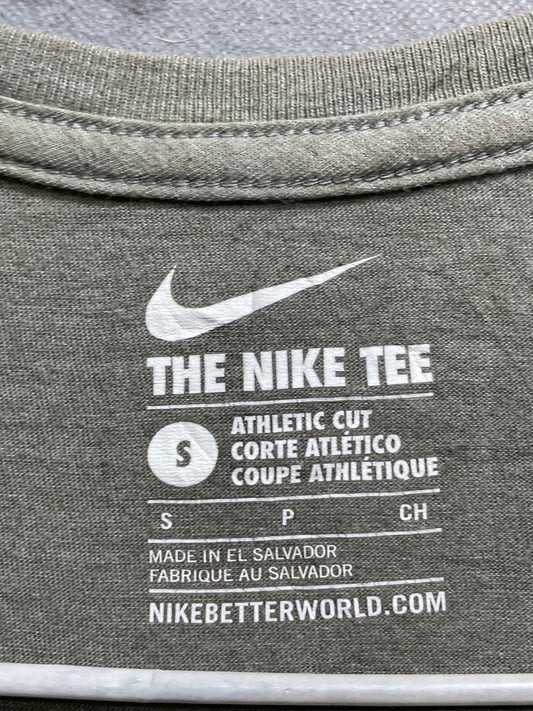 THE NIKE TEE
S
ATHLETIC CUT
CORTE ATLÉTICO
COUPE ATHLÉTIQUE
S P CH
MADE IN EL SALVADOR
FABRIQUE AU SALVADOR
NIKEBETTERWORLD.COM